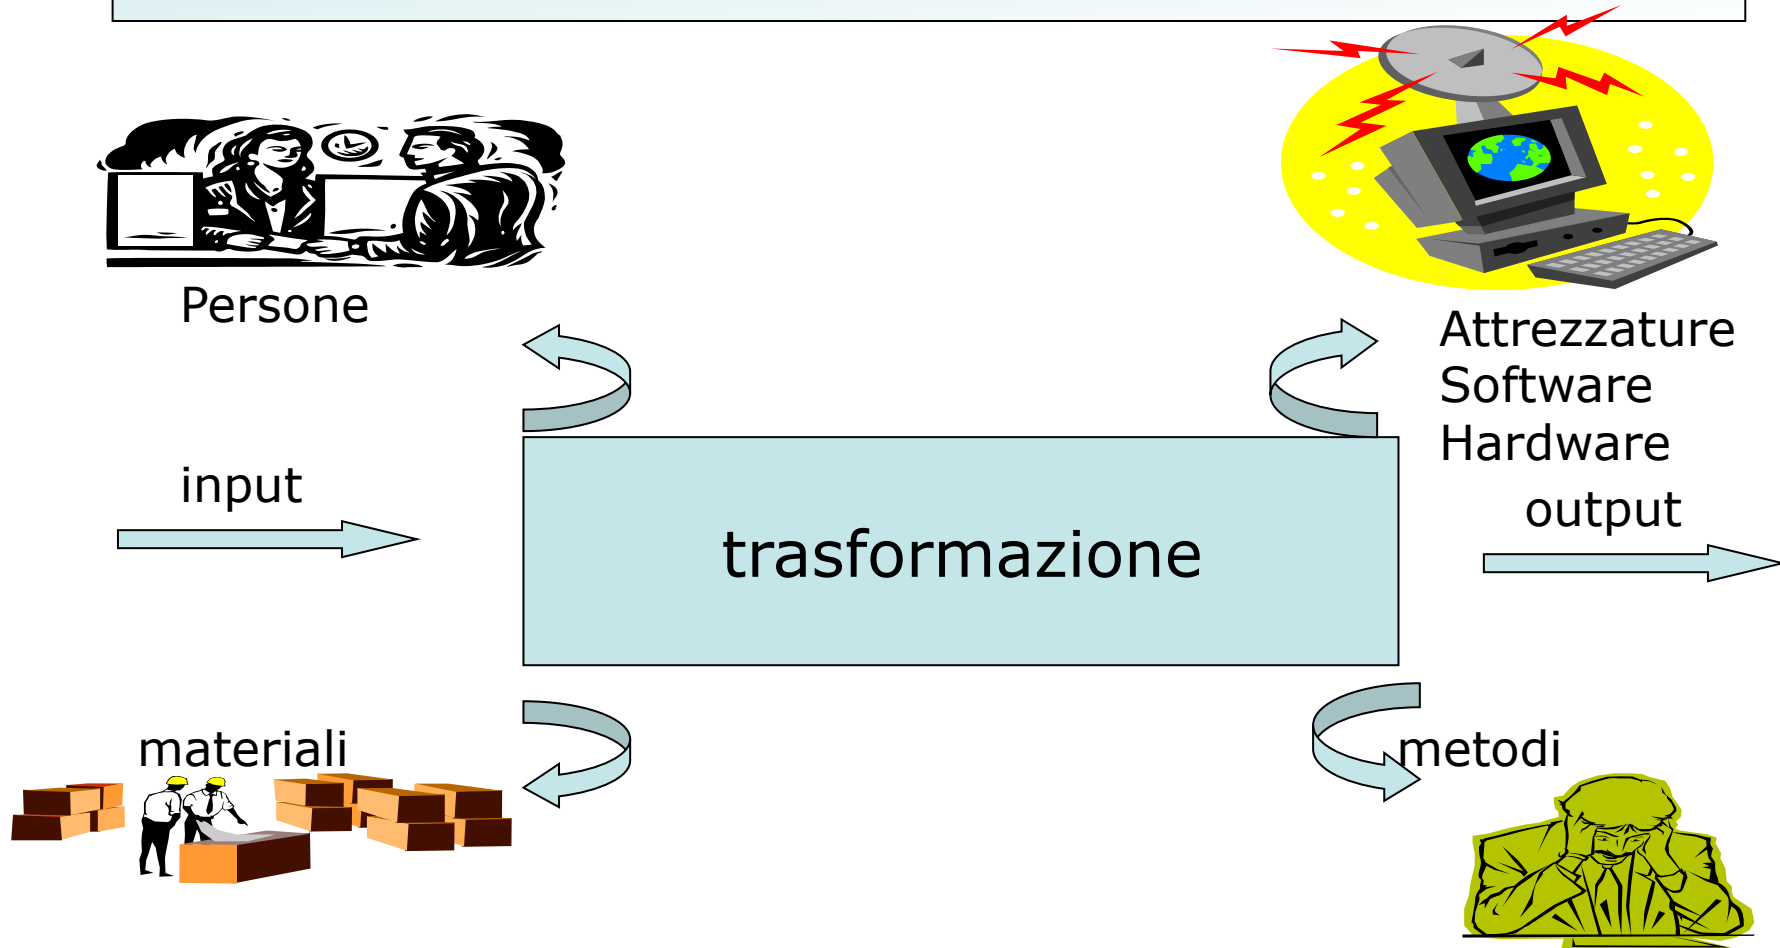 Persone
Attrezzature
Software
Hardware
input
output
trasformazione
materiali
metodi